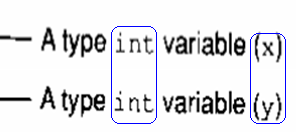 A type int variable (x)
A type int variable (y)